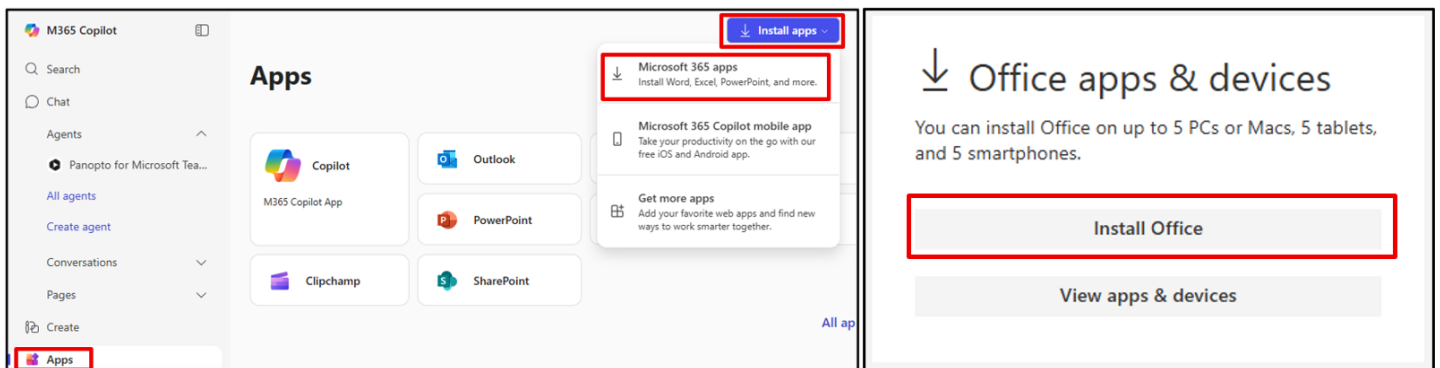 M365 Copilot
Search
Chat
Agents
Panopto for Microsoft Tea...
All agents
Create agent
Conversations
Pages
Create
Apps
Install apps
Apps
Microsoft 365 apps
Install Word, Excel, PowerPoint, and more.
Microsoft 365 Copilot mobile app
Take your productivity on the go with our
free iOS and Android app.
Get more apps
Add your favorite web apps and find new
ways to work smarter together.
Copilot
M365 Copilot App
Outlook
PowerPoint
Clipchamp
SharePoint
All ap
Office apps & devices
You can install Office on up to 5 PCs or Macs, 5 tablets,
and 5 smartphones.
Install Office
View apps & devices